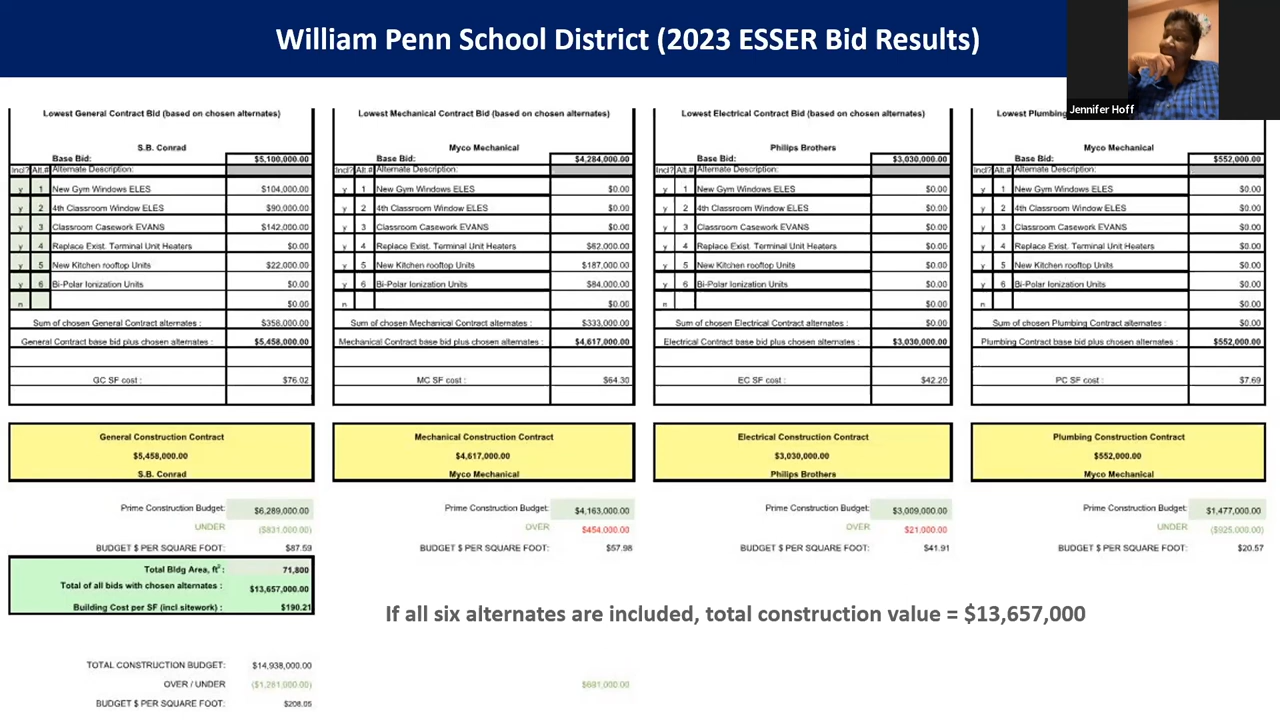 William Penn School District (2023 ESSER Bid Results)
Jennifer Hoff
Lowest General Contract Bid (based on chosen alternates)
S.B. Conrad
Base Bid: $5,100,000.00
Incl? Alt.# Alternate Description:
y 1 New Gym Windows ELES $104,000.00
y 2 4th Classroom Window ELES $90,000.00
y 3 Classroom Casework EVANS $142,000.00
y 4 Replace Exist. Terminal Unit Heaters $0.00
y 5 New Kitchen rooftop Units $22,000.00
y 6 Bi-Polar Ionization Units $0.00
n $0.00
Sum of chosen General Contract alternates : $358,000.00
General Contract base bid plus chosen alternates : $5,458,000.00
GC SF cost : $76.02
General Construction Contract
$5,458,000.00
S.B. Conrad
Prime Construction Budget: $6,289,000.00
UNDER ($831,000.00)
BUDGET $ PER SQUARE FOOT: $87.59
Total Bldg Area, ft²: 71,800
Total of all bids with chosen alternates : $13,657,000.00
Building Cost per SF (incl sitework) : $190.21
TOTAL CONSTRUCTION BUDGET: $14,938,000.00
OVER / UNDER ($1,281,000.00)
BUDGET $ PER SQUARE FOOT: $208.05
Lowest Mechanical Contract Bid (based on chosen alternates)
Myco Mechanical
Base Bid: $4,284,000.00
Incl? Alt.# Alternate Description:
y 1 New Gym Windows ELES $0.00
y 2 4th Classroom Window ELES $0.00
y 3 Classroom Casework EVANS $0.00
y 4 Replace Exist. Terminal Unit Heaters $62,000.00
y 5 New Kitchen rooftop Units $187,000.00
y 6 Bi-Polar Ionization Units $84,000.00
n $0.00
Sum of chosen Mechanical Contract alternates : $333,000.00
Mechanical Contract base bid plus chosen alternates : $4,617,000.00
MC SF cost : $64.30
Mechanical Construction Contract
$4,617,000.00
Myco Mechanical
Prime Construction Budget: $4,163,000.00
OVER $454,000.00
BUDGET $ PER SQUARE FOOT: $57.98
Lowest Electrical Contract Bid (based on chosen alternates)
Philips Brothers
Base Bid: $3,030,000.00
Incl? Alt.# Alternate Description:
y 1 New Gym Windows ELES $0.00
y 2 4th Classroom Window ELES $0.00
y 3 Classroom Casework EVANS $0.00
y 4 Replace Exist. Terminal Unit Heaters $0.00
y 5 New Kitchen rooftop Units $0.00
y 6 Bi-Polar Ionization Units $0.00
n $0.00
Sum of chosen Electrical Contract alternates : $0.00
Electrical Contract base bid plus chosen alternates : $3,030,000.00
EC SF cost : $42.20
Electrical Construction Contract
$3,030,000.00
Philips Brothers
Prime Construction Budget: $3,009,000.00
OVER $21,000.00
BUDGET $ PER SQUARE FOOT: $41.91
Lowest Plumbing
Myco Mechanical
Base Bid: $552,000.00
Incl? Alt.# Alternate Description:
y 1 New Gym Windows ELES $0.00
y 2 4th Classroom Window ELES $0.00
y 3 Classroom Casework EVANS $0.00
y 4 Replace Exist. Terminal Unit Heaters $0.00
y 5 New Kitchen rooftop Units $0.00
y 6 Bi-Polar Ionization Units $0.00
n $0.00
Sum of chosen Plumbing Contract alternates : $0.00
Plumbing Contract base bid plus chosen alternates : $552,000.00
PC SF cost : $7.69
Plumbing Construction Contract
$552,000.00
Myco Mechanical
Prime Construction Budget: $1,477,000.00
UNDER ($925,000.00)
BUDGET $ PER SQUARE FOOT: $20.57
If all six alternates are included, total construction value = $13,657,000